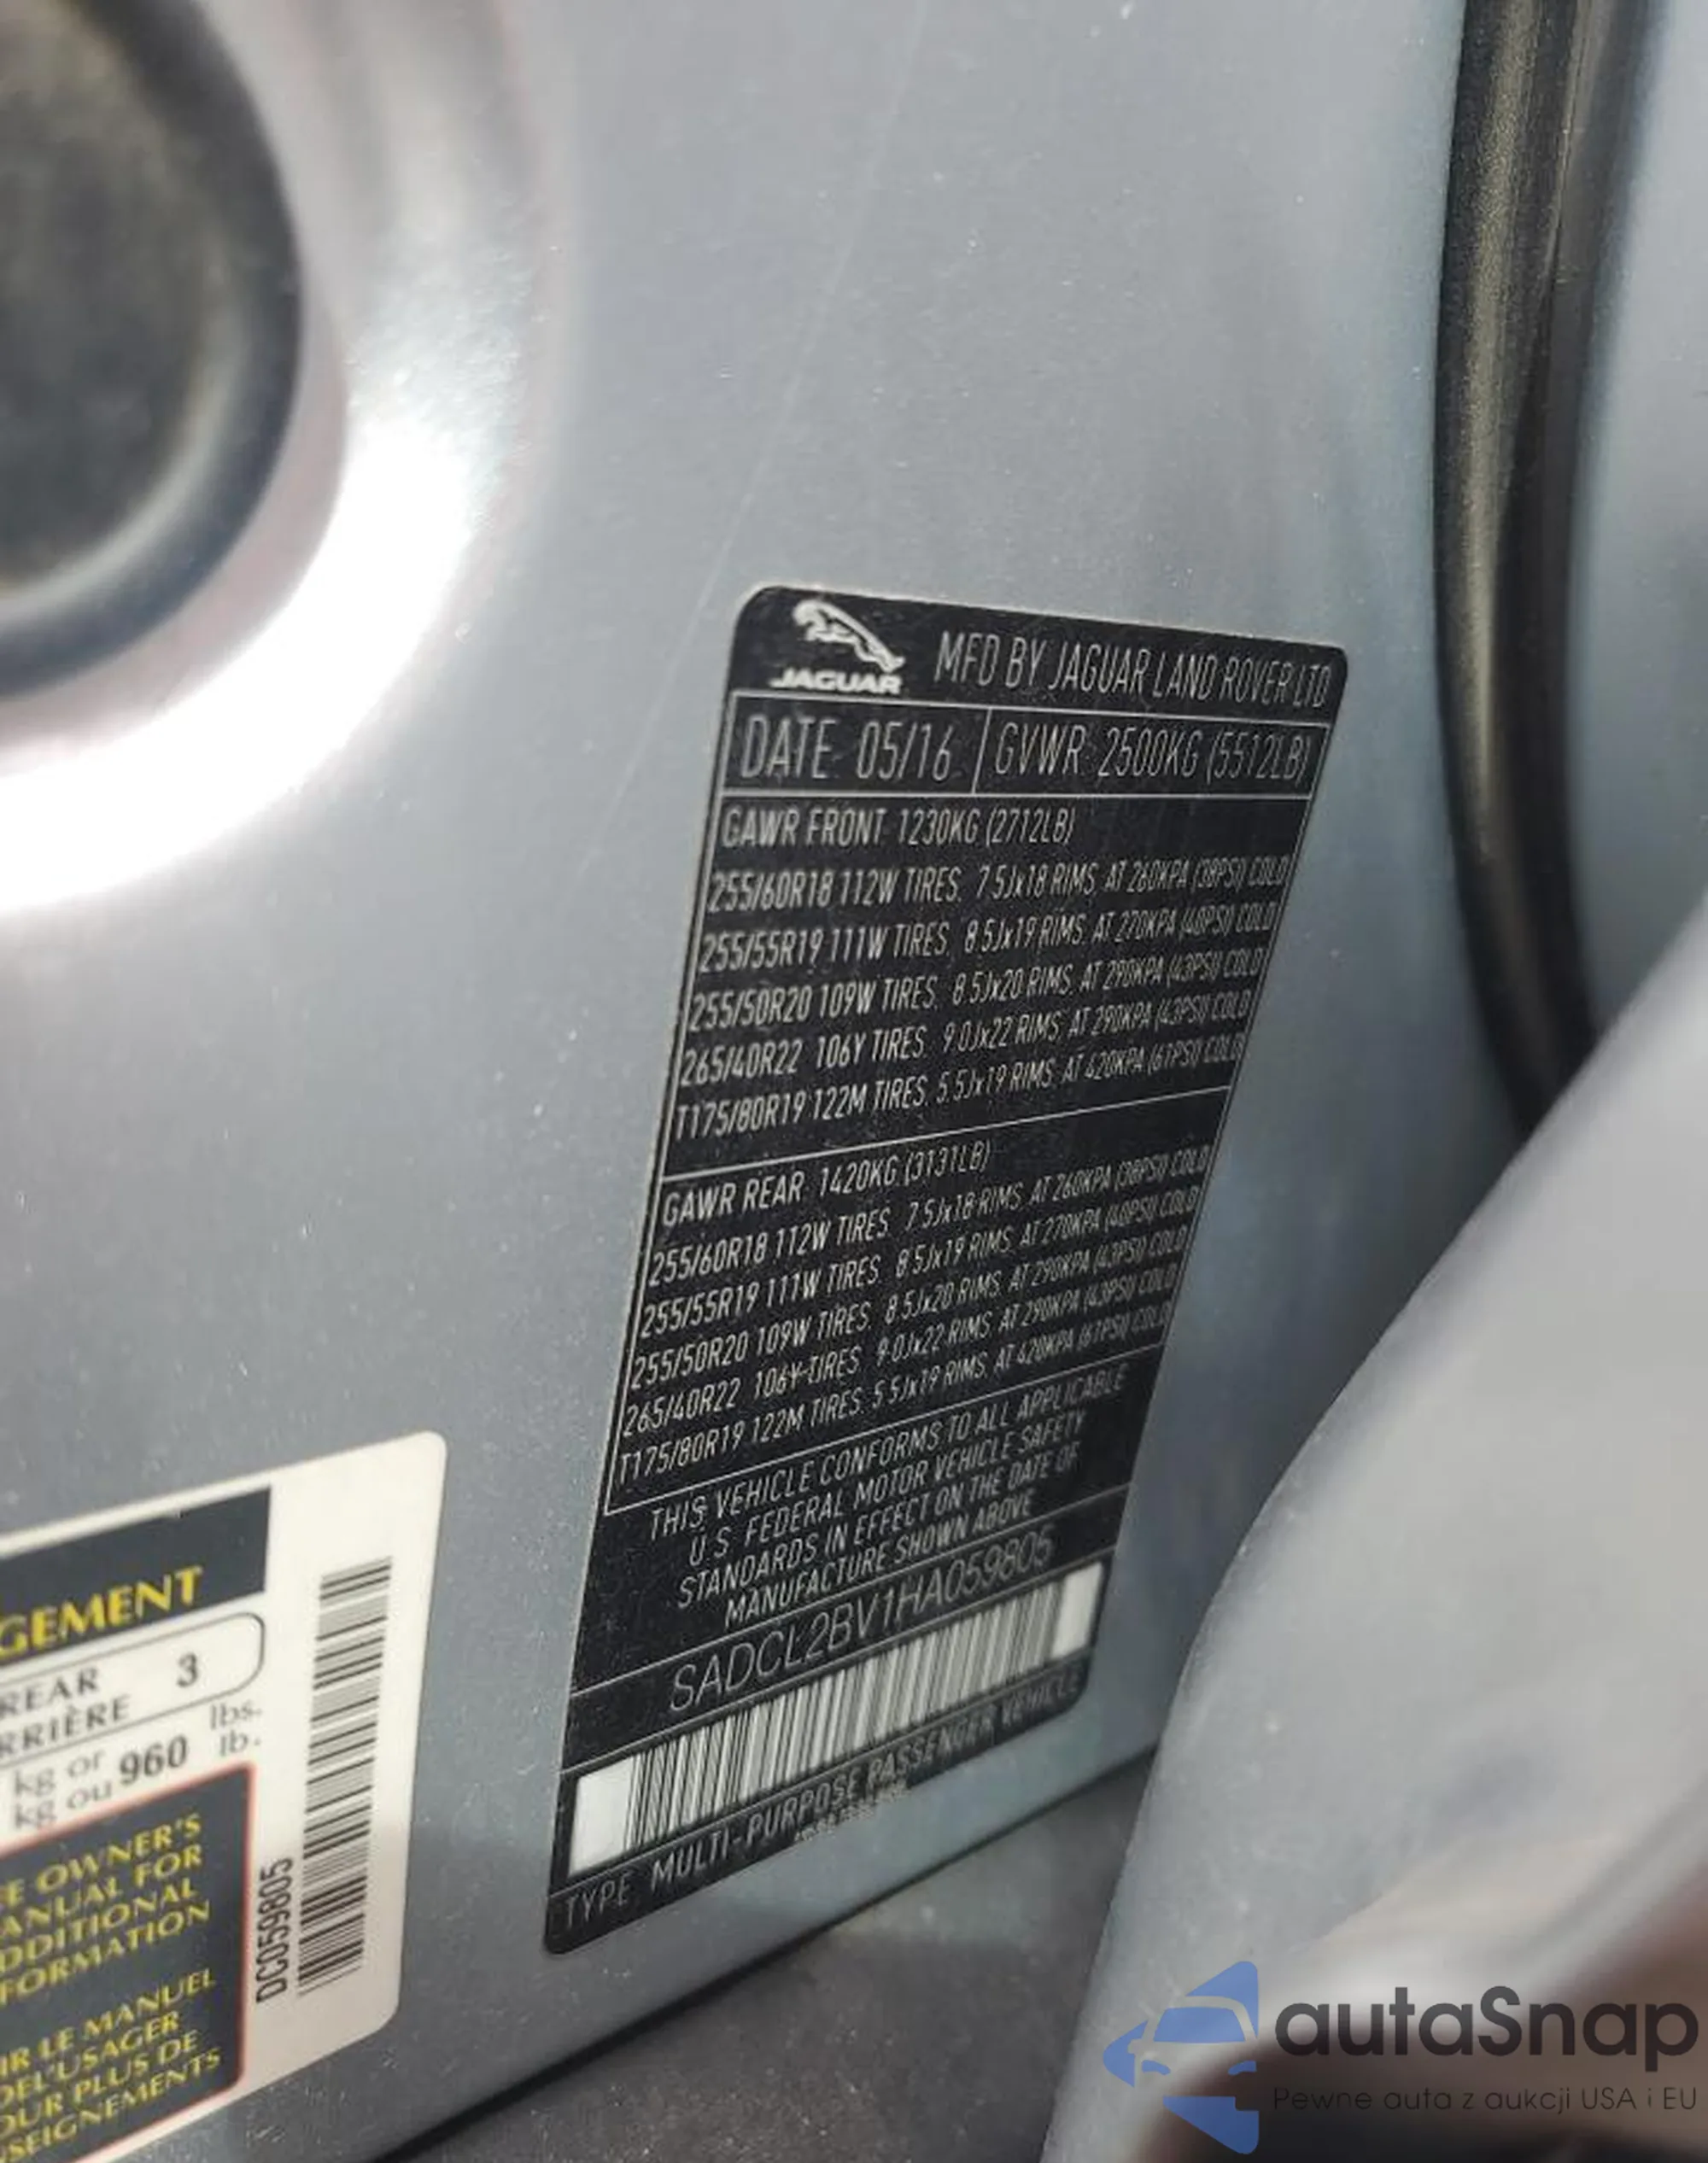 JAGUAR MFD BY JAGUAR LAND ROVER LTD
DATE: 05/16 GVWR: 2500KG (5512LB)
GAWR FRONT: 1230KG (2712LB)
255/60R18 112W TIRES, 7.5Jx18 RIMS, AT 260KPA (38PSI) COLD
255/55R19 111W TIRES, 8.5Jx19 RIMS, AT 270KPA (40PSI) COLD
255/50R20 109W TIRES, 8.5Jx20 RIMS, AT 290KPA (43PSI) COLD
265/40R22 106Y TIRES, 9.0Jx22 RIMS, AT 290KPA (43PSI) COLD
T175/80R19 122M TIRES, 5.5Jx19 RIMS, AT 420KPA (61PSI) COLD
GAWR REAR: 1420KG (3131LB)
255/60R18 112W TIRES, 7.5Jx18 RIMS, AT 260KPA (38PSI) COLD
255/55R19 111W TIRES, 8.5Jx19 RIMS, AT 270KPA (40PSI) COLD
255/50R20 109W TIRES, 8.5Jx20 RIMS, AT 290KPA (43PSI) COLD
265/40R22 106Y TIRES, 9.0Jx22 RIMS, AT 290KPA (43PSI) COLD
T175/80R19 122M TIRES, 5.5Jx19 RIMS, AT 420KPA (61PSI) COLD
THIS VEHICLE CONFORMS TO ALL APPLICABLE
U.S. FEDERAL MOTOR VEHICLE SAFETY
STANDARDS IN EFFECT ON THE DATE OF
MANUFACTURE SHOWN ABOVE
SADCL2BV1HA059805
TYPE: MULTI-PURPOSE PASSENGER VEHICLE
GEMENT
REAR 3
RRIÈRE
kg or 960 lbs.
kg ou lb.
E OWNER'S
ANUAL FOR
DDITIONAL
FORMATION
IR LE MANUEL
DE L'USAGER
OUR PLUS DE
SEIGNEMENTS
DC059805
autaSnap
Pewne auta z aukcji USA i EU